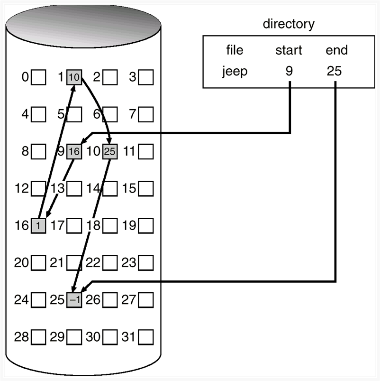 directory
file start end
jeep 9 25
0 1 10 2 3
4 5 6 7
8 9 16 10 25 11
12 13 14 15
16 1 17 18 19
20 21 22 23
24 25 -1 26 27
28 29 30 31